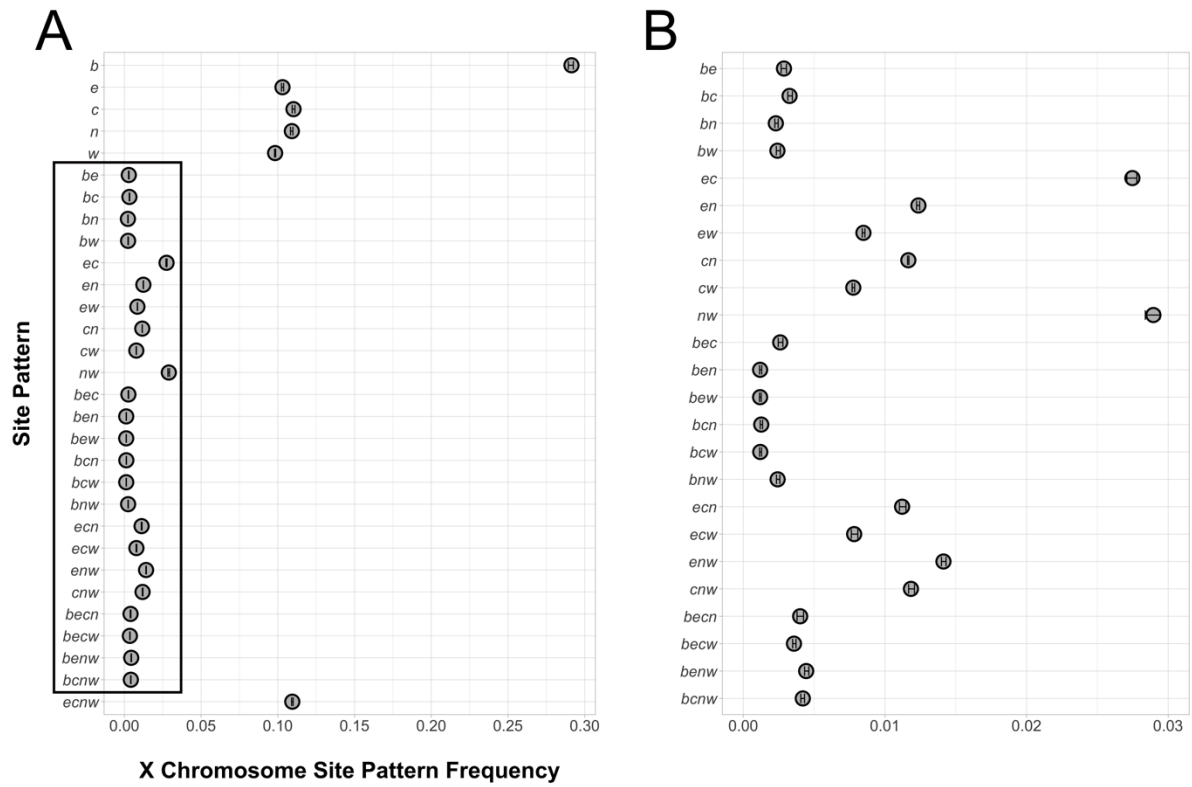 A
b
e
c
n
w
be
bc
bn
bw
ec
en
ew
cn
cw
nw
bec
ben
bew
bcn
bcw
bnw
ecn
ecw
enw
cnw
becn
becw
benw
bcnw
ecnw
Site Pattern
0.00 0.05 0.10 0.15 0.20 0.25 0.30
X Chromosome Site Pattern Frequency
B
be
bc
bn
bw
ec
en
ew
cn
cw
nw
bec
ben
bew
bcn
bcw
bnw
ecn
ecw
enw
cnw
becn
becw
benw
bcnw
0.00 0.01 0.02 0.03